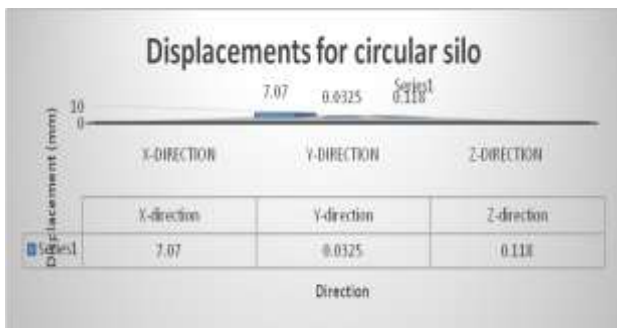 Displacements for circular silo
7.07 0.0325 0.118 Series1
10
0
Displacement (mm)
X-DIRECTION Y-DIRECTION Z-DIRECTION
X-direction Y-direction Z-direction
Series1 7.07 0.0325 0.118
Direction